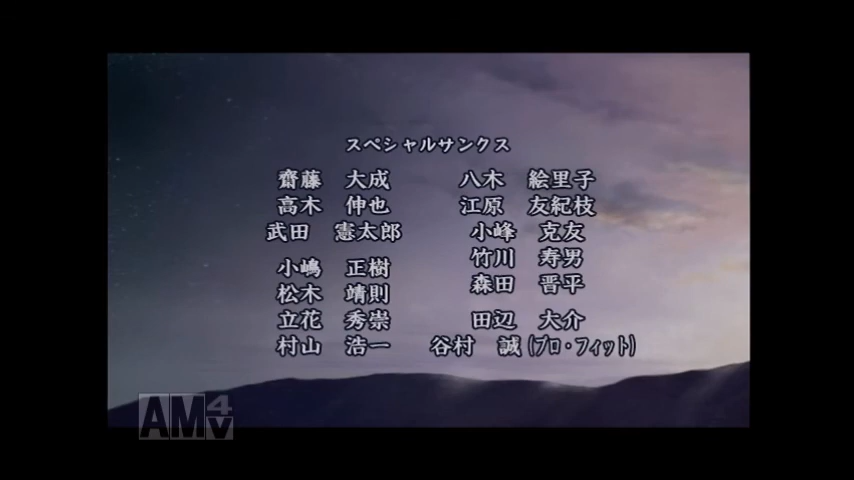 スペシャルサンクス
齋藤 大成 八木 絵里子
高木 伸也 江原 友紀枝
武田 憲太郎 小峰 克友
竹川 寿男
小嶋 正樹
森田 晋平
松木 靖則
立花 秀崇 田辺 大介
村山 浩一 谷村 誠(プロ・フィット)
AM4V